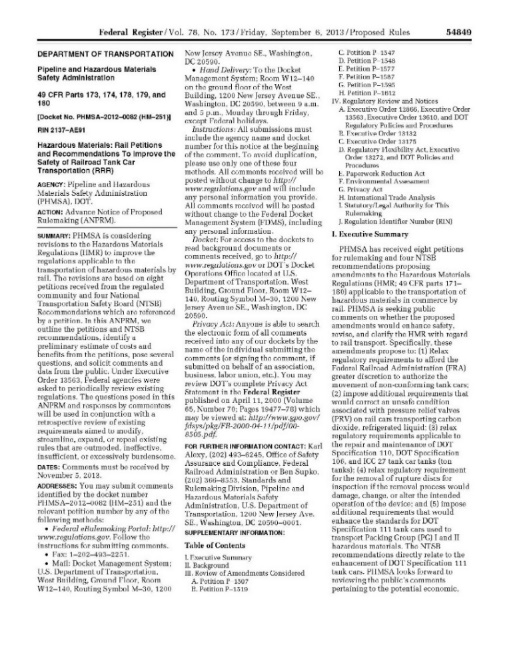 Federal Register / Vol. 78, No. 173 / Friday, September 6, 2013 / Proposed Rules 54849
DEPARTMENT OF TRANSPORTATION
Pipeline and Hazardous Materials
Safety Administration
49 CFR Parts 173, 174, 178, 179, and
180
[Docket No. PHMSA–2012–0082 (HM–251)]
RIN 2137–AE91
Hazardous Materials: Rail Petitions
and Recommendations To Improve the
Safety of Railroad Tank Car
Transportation (RRR)
AGENCY: Pipeline and Hazardous
Materials Safety Administration
(PHMSA), DOT.
ACTION: Advance Notice of Proposed
Rulemaking (ANPRM).
SUMMARY: PHMSA is considering
revisions to the Hazardous Materials
Regulations (HMR) to improve the
regulations applicable to the
transportation of hazardous materials by
rail. The revisions are based on eight
petitions received from the regulated
community and four National
Transportation Safety Board (NTSB)
Recommendations which are referenced
by a petition. In this ANPRM, we
outline the petitions and NTSB
recommendations, identify a
preliminary estimate of costs and
benefits from the petitions, pose several
questions, and solicit comments and
data from the public. Under Executive
Order 13563, Federal agencies were
asked to periodically review existing
regulations. The questions posed in this
ANPRM and responses by commenters
will be used in conjunction with a
retrospective review of existing
requirements aimed to modify,
streamline, expand, or repeal existing
rules that are outmoded, ineffective,
insufficient, or excessively burdensome.
DATES: Comments must be received by
November 5, 2013.
ADDRESSES: You may submit comments
identified by the docket number
PHMSA–2012–0082 (HM–251) and the
relevant petition number by any of the
following methods:
• Federal eRulemaking Portal: http://
www.regulations.gov. Follow the
instructions for submitting comments.
• Fax: 1–202–493–2251.
• Mail: Docket Management System;
U.S. Department of Transportation,
West Building, Ground Floor, Room
W12–140, Routing Symbol M–30, 1200
New Jersey Avenue SE., Washington,
DC 20590.
• Hand Delivery: To the Docket
Management System; Room W12–140
on the ground floor of the West
Building, 1200 New Jersey Avenue SE.,
Washington, DC 20590, between 9 a.m.
and 5 p.m., Monday through Friday,
except Federal holidays.
Instructions: All submissions must
include the agency name and docket
number for this notice at the beginning
of the comment. To avoid duplication,
please use only one of these four
methods. All comments received will be
posted without change to http://
www.regulations.gov and will include
any personal information you provide.
All comments received will be posted
without change to the Federal Docket
Management System (FDMS), including
any personal information.
Docket: For access to the dockets to
read background documents or
comments received, go to http://
www.regulations.gov or DOT's Docket
Operations Office located at U.S.
Department of Transportation, West
Building, Ground Floor, Room W12–
140, Routing Symbol M–30, 1200 New
Jersey Avenue SE., Washington, DC
20590.
Privacy Act: Anyone is able to search
the electronic form of all comments
received into any of our dockets by the
name of the individual submitting the
comments (or signing the comment, if
submitted on behalf of an association,
business, labor union, etc.). You may
review DOT's complete Privacy Act
Statement in the Federal Register
published on April 11, 2000 (Volume
65, Number 70; Pages 19477–78) which
may be viewed at: http://www.gpo.gov/
fdsys/pkg/FR-2000-04-11/pdf/00-
8505.pdf.
FOR FURTHER INFORMATION CONTACT: Karl
Alexy, (202) 493–6245, Office of Safety
Assurance and Compliance, Federal
Railroad Administration or Ben Supko,
(202) 366–8553, Standards and
Rulemaking Division, Pipeline and
Hazardous Materials Safety
Administration, U.S. Department of
Transportation, 1200 New Jersey Ave.
SE., Washington, DC 20590–0001.
SUPPLEMENTARY INFORMATION:
Table of Contents
I. Executive Summary
II. Background
III. Review of Amendments Considered
A. Petition P–1507
B. Petition P–1519
C. Petition P–1547
D. Petition P–1548
E. Petition P–1577
F. Petition P–1587
G. Petition P–1595
H. Petition P–1612
IV. Regulatory Review and Notices
A. Executive Order 12866, Executive Order
13563, Executive Order 13610, and DOT
Regulatory Policies and Procedures
B. Executive Order 13132
C. Executive Order 13175
D. Regulatory Flexibility Act, Executive
Order 13272, and DOT Policies and
Procedures
E. Paperwork Reduction Act
F. Environmental Assessment
G. Privacy Act
H. International Trade Analysis
I. Statutory/Legal Authority for This
Rulemaking
J. Regulation Identifier Number (RIN)
I. Executive Summary
PHMSA has received eight petitions
for rulemaking and four NTSB
recommendations proposing
amendments to the Hazardous Materials
Regulations (HMR; 49 CFR parts 171–
180) applicable to the transportation of
hazardous materials in commerce by
rail. PHMSA is seeking public
comments on whether the proposed
amendments would enhance safety,
revise, and clarify the HMR with regard
to rail transport. Specifically, these
amendments propose to: (1) Relax
regulatory requirements to afford the
Federal Railroad Administration (FRA)
greater discretion to authorize the
movement of non-conforming tank cars;
(2) impose additional requirements that
would correct an unsafe condition
associated with pressure relief valves
(PRV) on rail cars transporting carbon
dioxide, refrigerated liquid; (3) relax
regulatory requirements applicable to
the repair and maintenance of DOT
Specification 110, DOT Specification
106, and ICC 27 tank car tanks (ton
tanks); (4) relax regulatory requirement
for the removal of rupture discs for
inspection if the removal process would
damage, change, or alter the intended
operation of the device; and (5) impose
additional requirements that would
enhance the standards for DOT
Specification 111 tank cars used to
transport Packing Group (PG) I and II
hazardous materials. The NTSB
recommendations directly relate to the
enhancement of DOT Specification 111
tank cars. PHMSA looks forward to
reviewing the public's comments
pertaining to the potential economic,